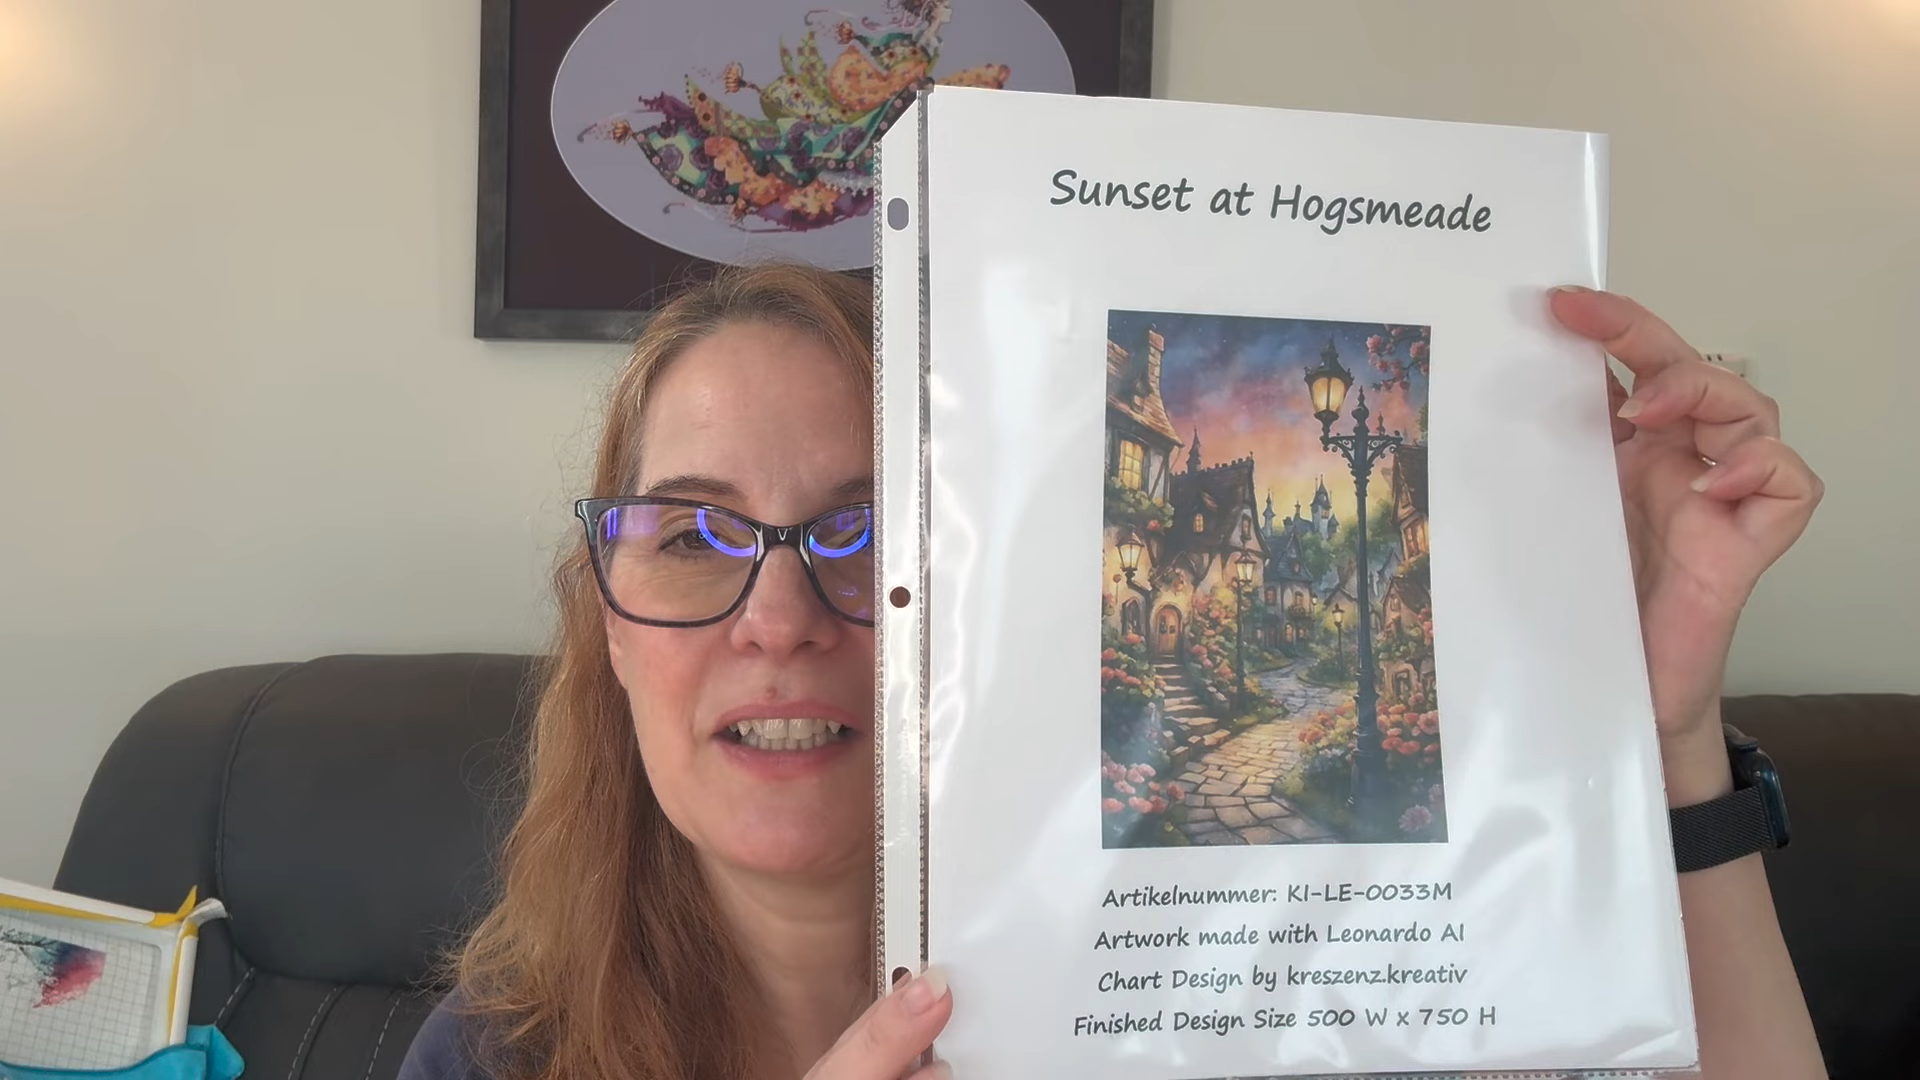 Sunset at Hogsmeade
Artikelnummer: KI-LE-0033M
Artwork made with Leonardo AI
Chart Design by kreszenz.kreativ
Finished Design Size 500 W x 750 H